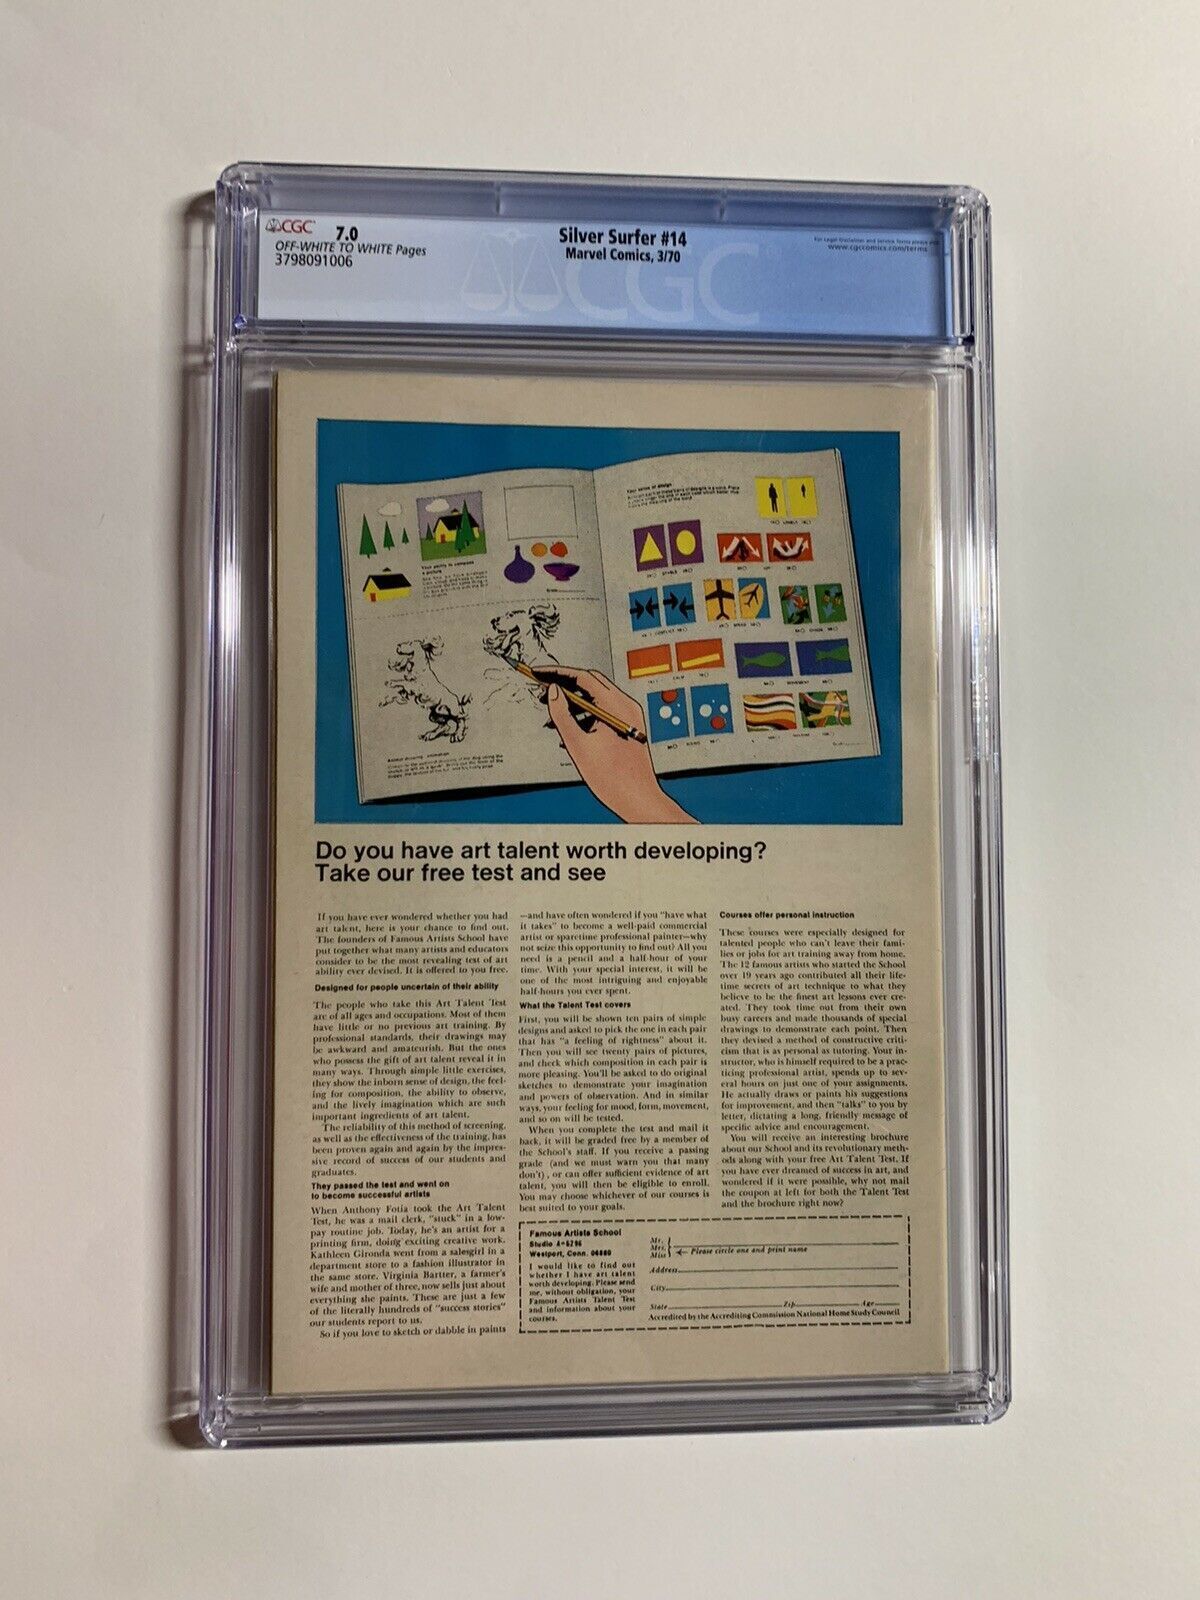 CGC 7.0
OFF-WHITE TO WHITE Pages
3798091006
Silver Surfer #14
Marvel Comics, 3/70
www.cgccomics.com/terms
CGC
Your sense of design
Your ability to compose
a picture
Do you have art talent worth developing?
Take our free test and see
If you have ever wondered whether you had
art talent, here is your chance to find out.
The founders of Famous Artists School have
put together what many artists and educators
consider to be the most revealing test of art
ability ever devised. It is offered to you free.
Designed for people uncertain of their ability
The people who take this Art Talent Test
are of all ages and occupations. Most of them
have little or no previous art training. By
professional standards, their drawings may
be awkward and amateurish. But the ones
who possess the gift of art talent reveal it in
many ways. Through simple little exercises,
they show the inborn sense of design, the feel-
ing for composition, the ability to observe,
and the lively imagination which are such
important ingredients of art talent.
The reliability of this method of screening,
as well as the effectiveness of the training, has
been proven again and again by the impres-
sive record of success of our students and
graduates.
They passed the test and went on
to become successful artists
When Anthony Fotia took the Art Talent
Test, he was a mail clerk, "stuck" in a low-
pay routine job. Today, he's an artist for a
printing firm, doing exciting creative work.
Kathleen Gironda went from a salesgirl in a
department store to a fashion illustrator in
the same store. Virginia Bartter, a farmer's
wife and mother of three, now sells just about
everything she paints. These are just a few
of the literally hundreds of "success stories"
our students report to us.
So if you love to sketch or dabble in paints
—and have often wondered if you "have what
it takes" to become a well-paid commercial
artist or sparetime professional painter—why
not seize this opportunity to find out? All you
need is a pencil and a half-hour of your
time. With your special interest, it will be
one of the most intriguing and enjoyable
half-hours you ever spent.
What the Talent Test covers
First, you will be shown ten pairs of simple
designs and asked to pick the one in each pair
that has "a feeling of rightness" about it.
Then you will see twenty pairs of pictures,
and check which composition in each pair is
more pleasing. You'll be asked to do original
sketches to demonstrate your imagination
and powers of observation. And in similar
ways, your feeling for mood, form, movement,
and so on will be tested.
When you complete the test and mail it
back, it will be graded free by a member of
the School's staff. If you receive a passing
grade (and we must warn you that many
don't), or can offer sufficient evidence of art
talent, you will then be eligible to enroll.
You may choose whichever of our courses is
best suited to your goals.
Courses offer personal instruction
These courses were especially designed for
talented people who can't leave their fami-
lies or jobs for art training away from home.
The 12 famous artists who started the School
over 19 years ago contributed all their life-
time secrets of art technique to what they
believe to be the finest art lessons ever cre-
ated. They took time out from their own
busy careers and made thousands of special
drawings to demonstrate each point. Then
they devised a method of constructive criti-
cism that is as personal as tutoring. Your in-
structor, who is himself required to be a prac-
ticing professional artist, spends up to sev-
eral hours on just one of your assignments.
He actually draws or paints his suggestions
for improvement, and then "talks" to you by
letter, dictating a long, friendly message of
specific advice and encouragement.
You will receive an interesting brochure
about our School and its revolutionary meth-
ods along with your free Art Talent Test. If
you have ever dreamed of success in art, and
wondered if it were possible, why not mail
the coupon at left for both the Talent Test
and the brochure right now?
Famous Artists School
Studio A-6296
Westport, Conn. 06880
I would like to find out
whether I have art talent
worth developing. Please send
me, without obligation, your
Famous Artists Talent Test
and information about your
courses.
Mr.
Mrs.
Miss
Please circle one and print name
Address
City
State Zip Age
Accredited by the Accrediting Commission National Home Study Council